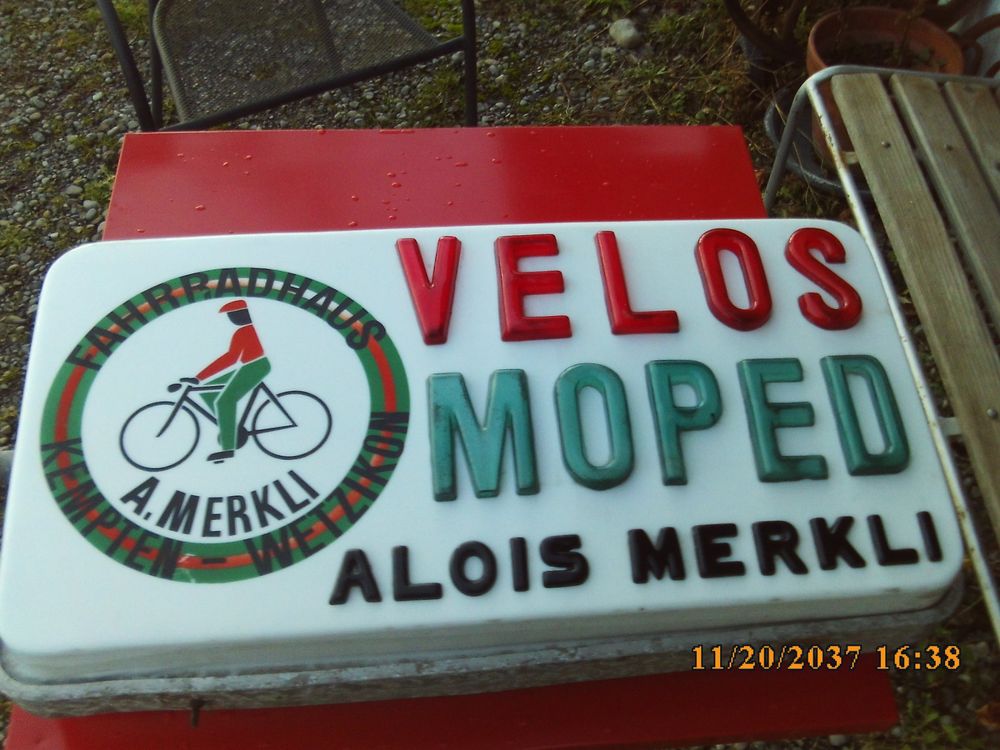 FAHRRADHAUS
A. MERKLI
KEMPTEN – WETZIKON
VELOS
MOPED
ALOIS MERKLI
11/20/2037 16:38